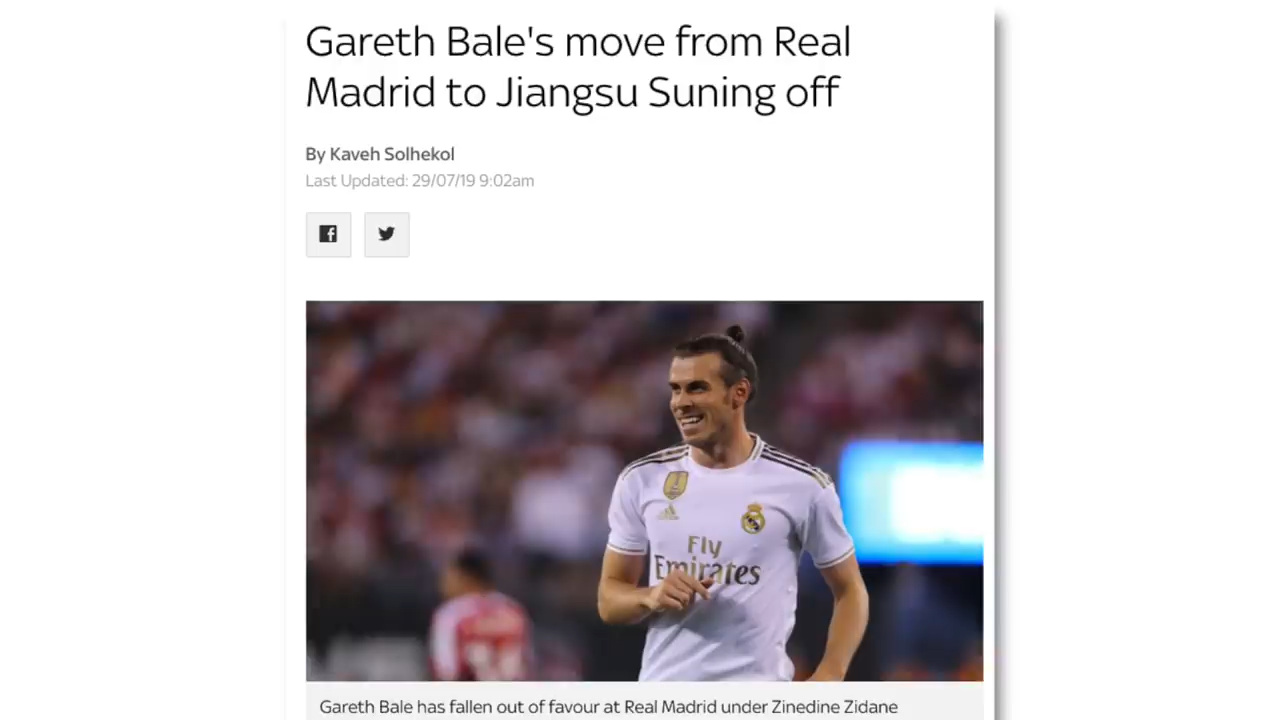 Gareth Bale's move from Real
Madrid to Jiangsu Suning off
By Kaveh Solhekol
Last Updated: 29/07/19 9:02am
Fly
Emirates
Gareth Bale has fallen out of favour at Real Madrid under Zinedine Zidane